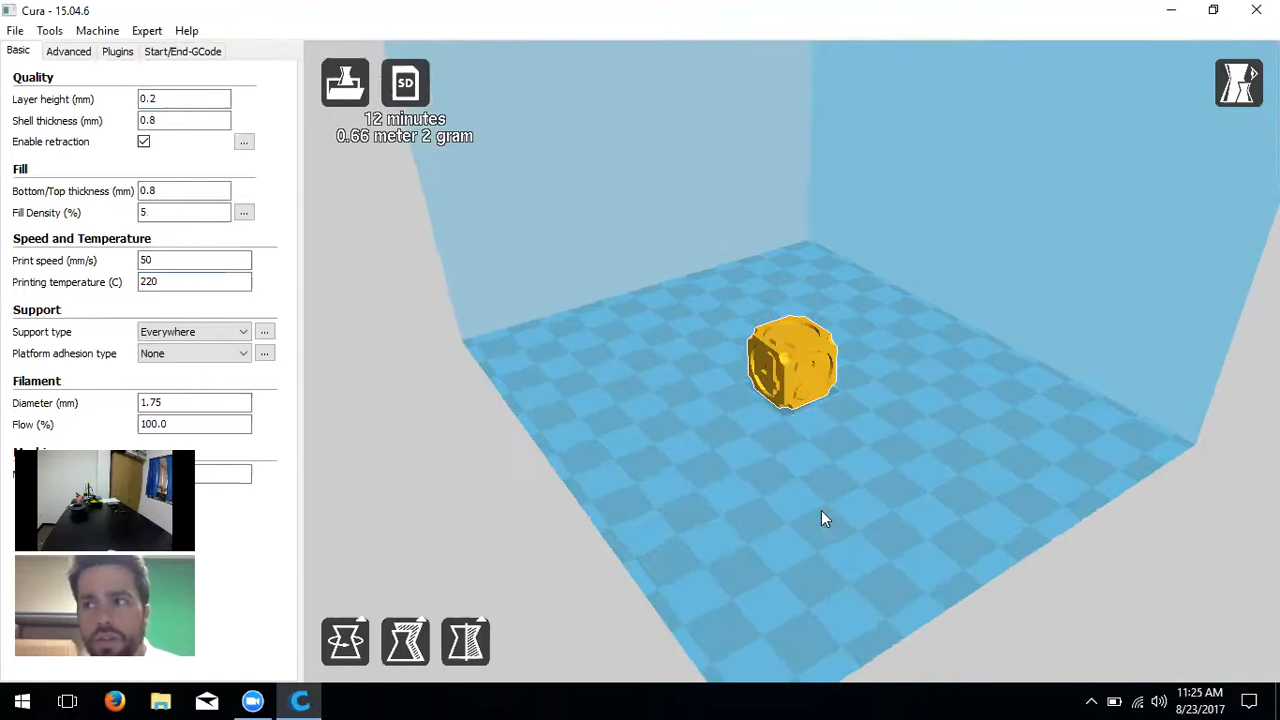 Cura - 15.04.6
File Tools Machine Expert Help
Basic Advanced Plugins Start/End-GCode
Quality
Layer height (mm) 0.2
Shell thickness (mm) 0.8
Enable retraction ...
Fill
Bottom/Top thickness (mm) 0.8
Fill Density (%) 5 ...
Speed and Temperature
Print speed (mm/s) 50
Printing temperature (C) 220
Support
Support type Everywhere ...
Platform adhesion type None ...
Filament
Diameter (mm) 1.75
Flow (%) 100.0
SD
12 minutes
0.66 meter 2 gram
11:25 AM
8/23/2017